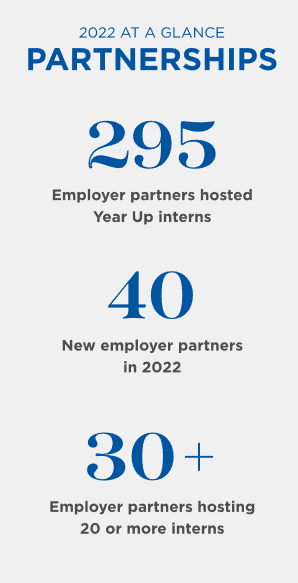 2022 AT A GLANCE
PARTNERSHIPS
295
Employer partners hosted
Year Up interns
40
New employer partners
in 2022
30+
Employer partners hosting
20 or more interns